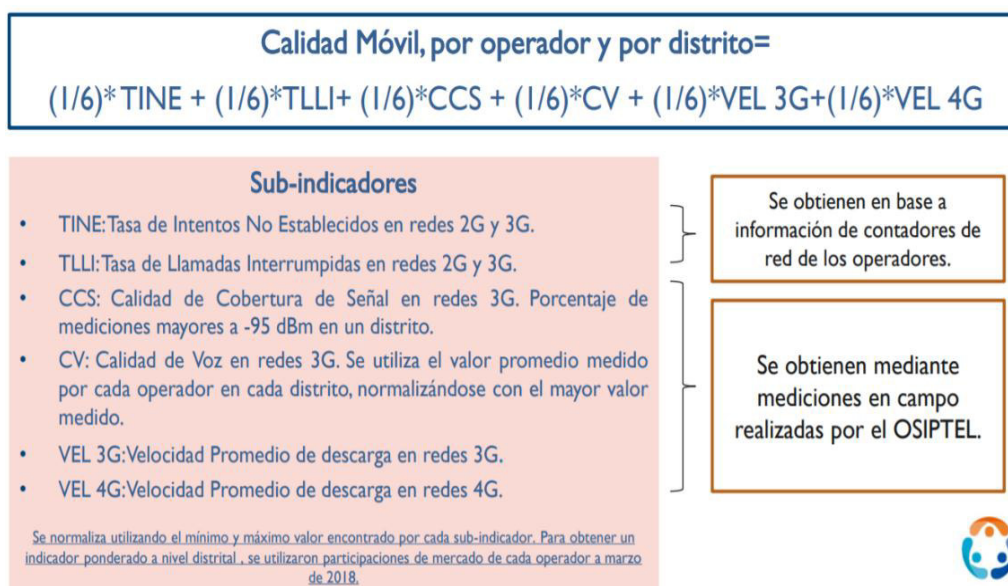 Calidad Móvil, por operador y por distrito=
(1/6)* TINE + (1/6)*TLLI+ (1/6)*CCS + (1/6)*CV + (1/6)*VEL 3G+(1/6)*VEL 4G
Sub-indicadores
• TINE: Tasa de Intentos No Establecidos en redes 2G y 3G.
• TLLI: Tasa de Llamadas Interrumpidas en redes 2G y 3G.
• CCS: Calidad de Cobertura de Señal en redes 3G. Porcentaje de
mediciones mayores a -95 dBm en un distrito.
• CV: Calidad de Voz en redes 3G. Se utiliza el valor promedio medido
por cada operador en cada distrito, normalizándose con el mayor valor
medido.
• VEL 3G: Velocidad Promedio de descarga en redes 3G.
• VEL 4G: Velocidad Promedio de descarga en redes 4G.
Se normaliza utilizando el mínimo y máximo valor encontrado por cada sub-indicador. Para obtener un
indicador ponderado a nivel distrital , se utilizaron participaciones de mercado de cada operador a marzo
de 2018.
Se obtienen en base a
información de contadores de
red de los operadores.
Se obtienen mediante
mediciones en campo
realizadas por el OSIPTEL.